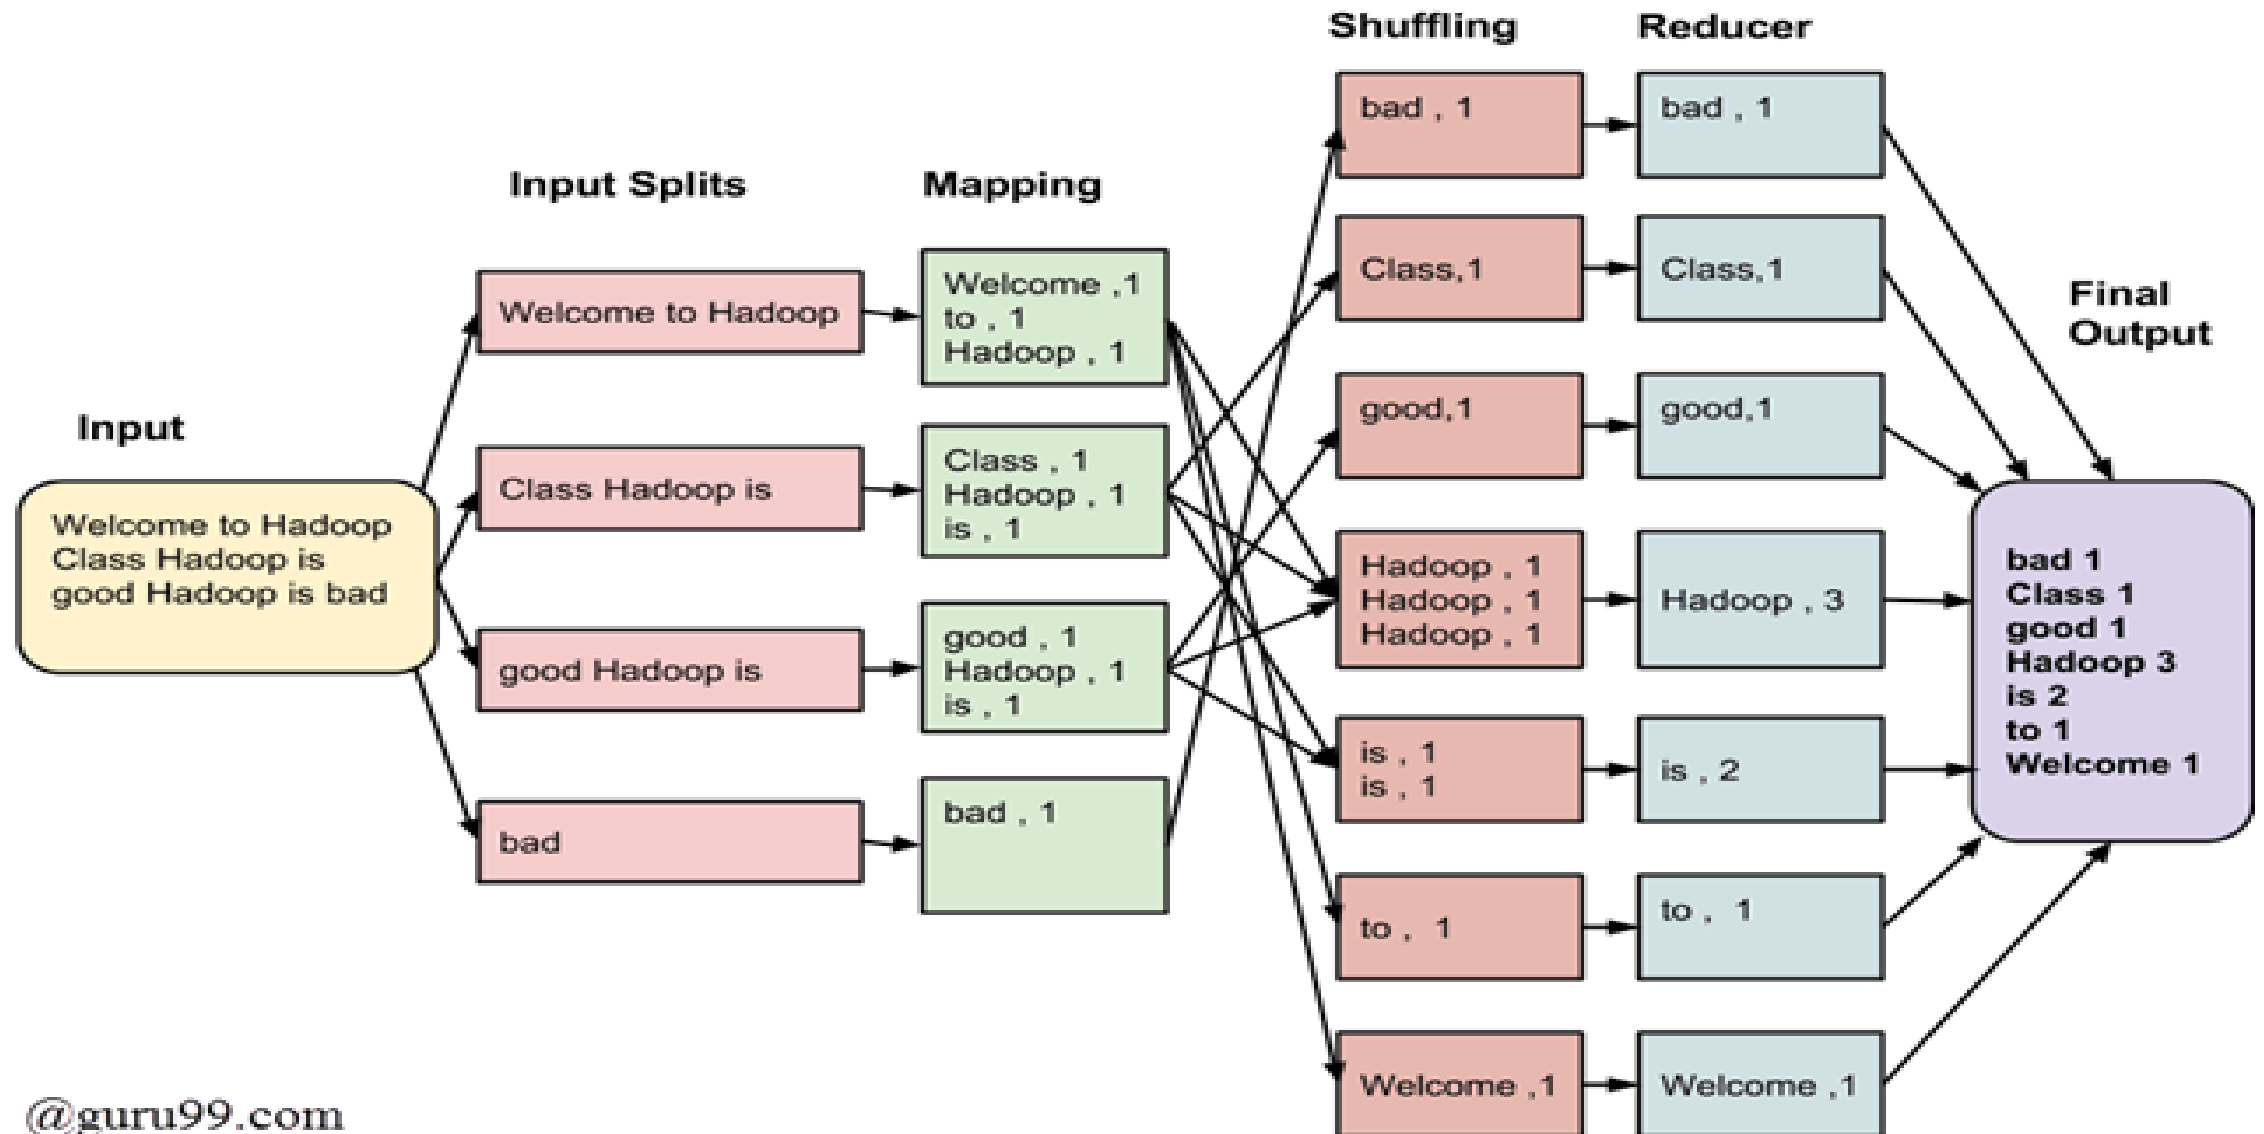 Input
Welcome to Hadoop
Class Hadoop is
good Hadoop is bad
Input Splits
Welcome to Hadoop
Class Hadoop is
good Hadoop is
bad
Mapping
Welcome ,1
to , 1
Hadoop , 1
Class , 1
Hadoop , 1
is , 1
good , 1
Hadoop , 1
is , 1
bad , 1
Shuffling
bad , 1
Class,1
good,1
Hadoop , 1
Hadoop , 1
Hadoop , 1
is , 1
is , 1
to , 1
Welcome ,1
Reducer
bad , 1
Class,1
good,1
Hadoop , 3
is , 2
to , 1
Welcome ,1
Final
Output
bad 1
Class 1
good 1
Hadoop 3
is 2
to 1
Welcome 1
@guru99.com